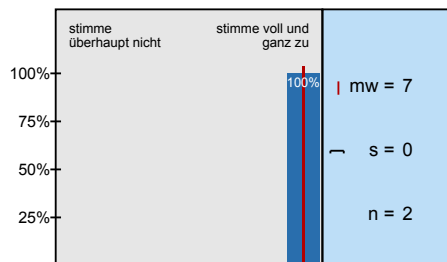 stimme
überhaupt nicht
stimme voll und
ganz zu
100%
75%
50%
25%
100%
mw = 7
s = 0
n = 2